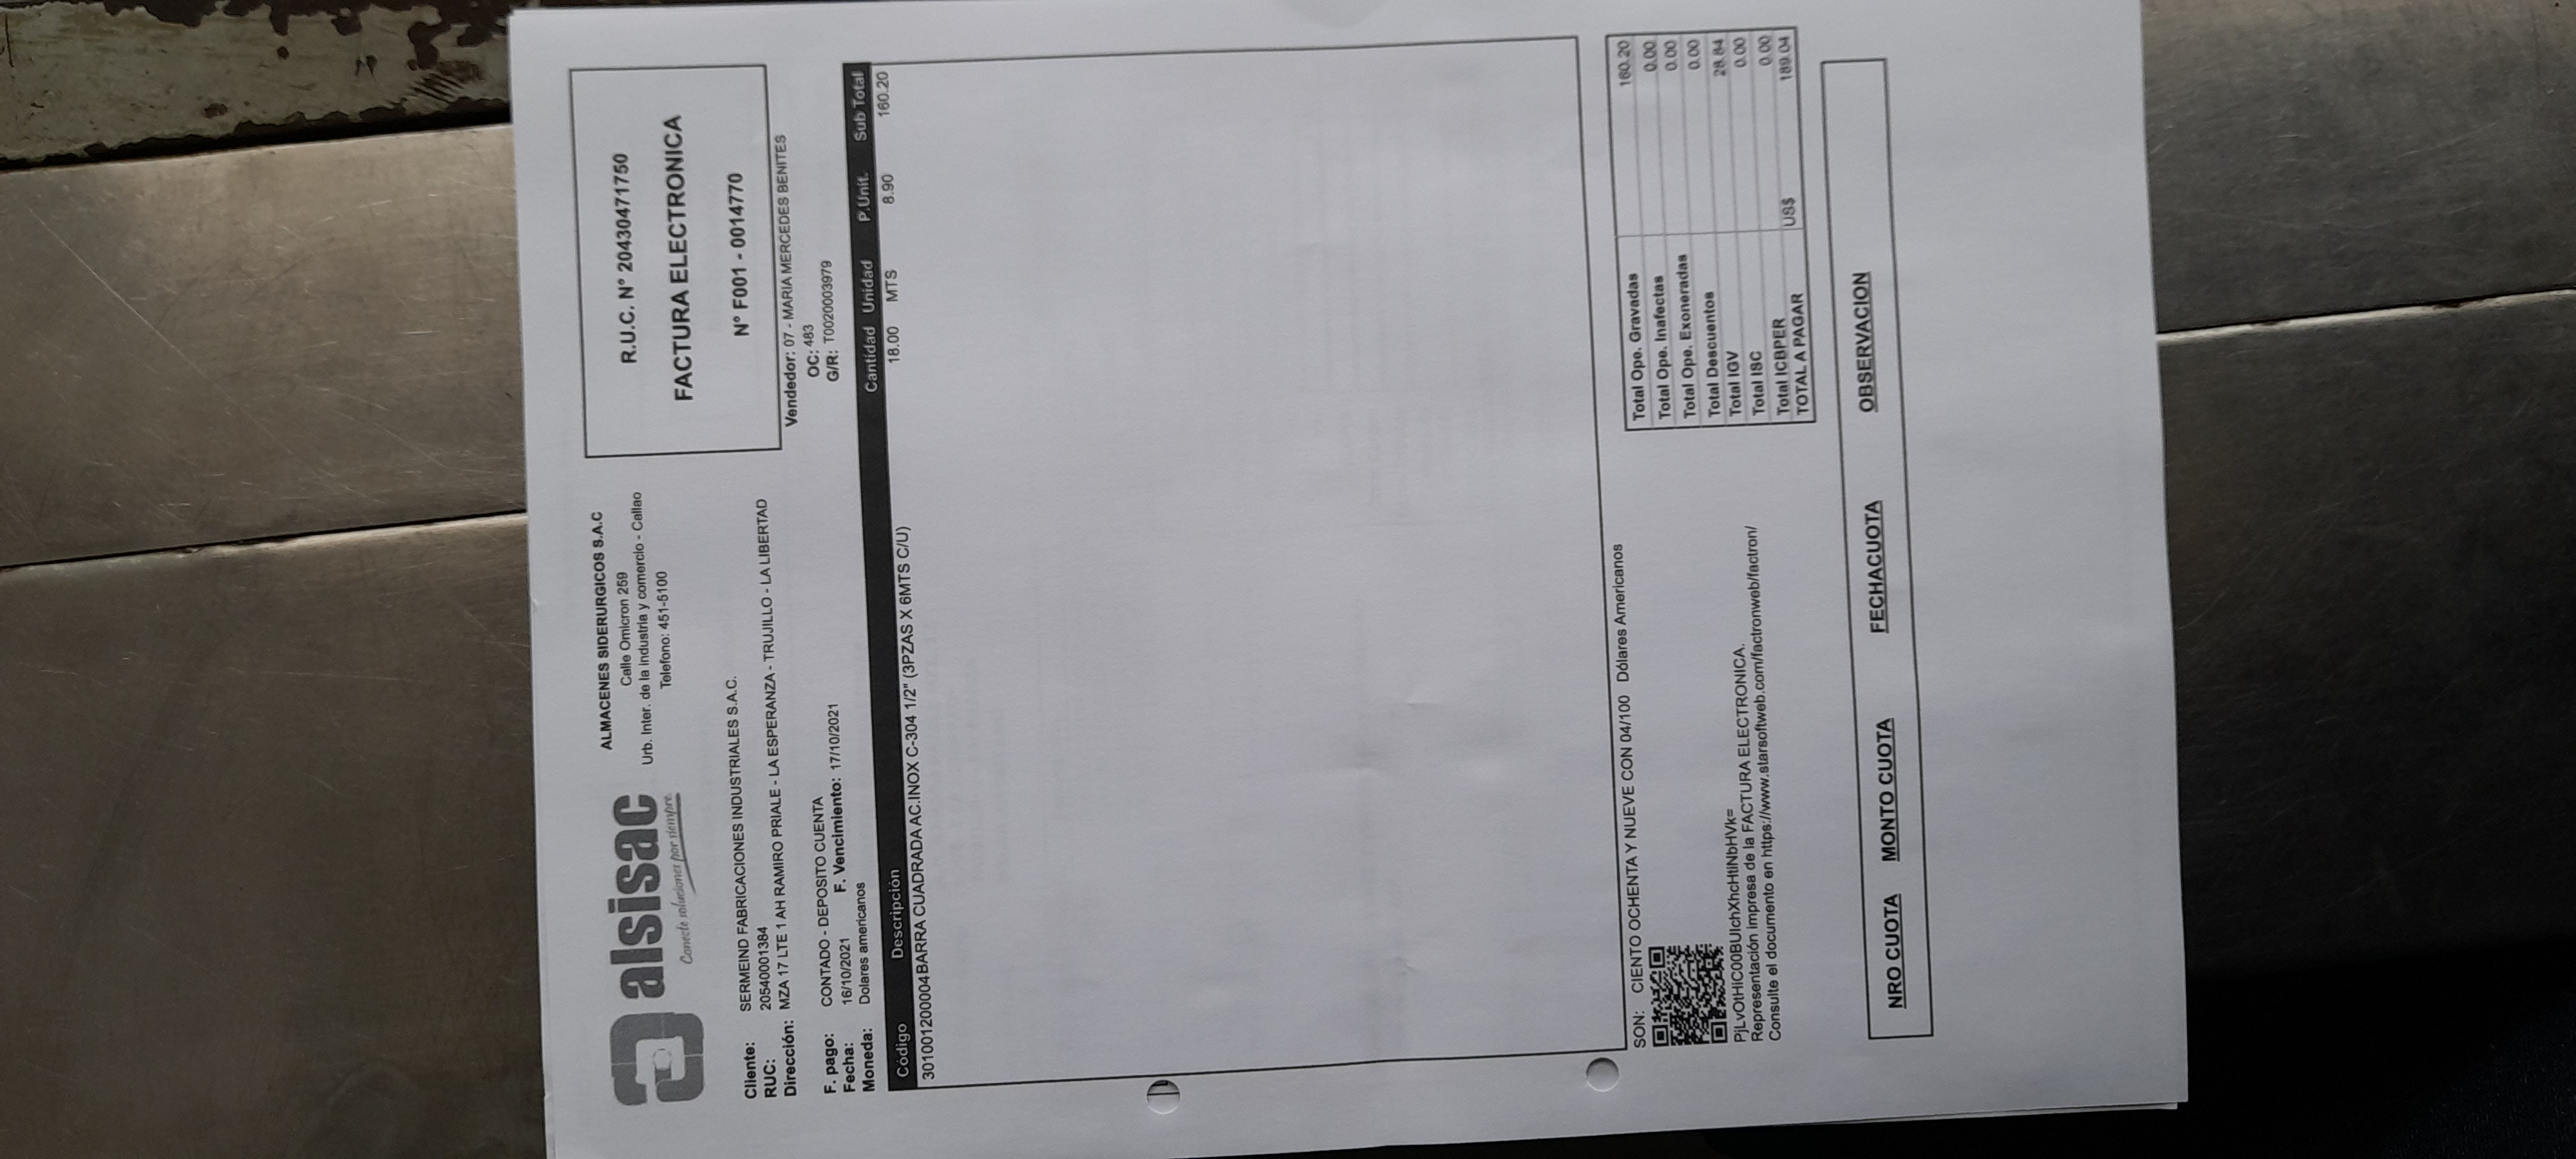 alsisac
Conecte soluciones por siempre.
ALMACENES SIDERURGICOS S.A.C
Calle Omicron 259
Urb. Inter. de la industria y comercio - Callao
Telefono: 451-5100
R.U.C. N° 20430471750
FACTURA ELECTRONICA
N° F001 - 0014770
Cliente: SERMEIND FABRICACIONES INDUSTRIALES S.A.C.
RUC: 20540001384
Dirección: MZA 17 LTE 1 AH RAMIRO PRIALE - LA ESPERANZA - TRUJILLO - LA LIBERTAD
Vendedor: 07 - MARIA MERCEDES BENITES
OC: 483
G/R: T0020003979
F. pago: CONTADO - DEPOSITO CUENTA
Fecha: 16/10/2021 F. Vencimiento: 17/10/2021
Moneda: Dolares americanos
Código Descripción Cantidad Unidad P.Unit. Sub Total
301001200004 BARRA CUADRADA AC.INOX C-304 1/2" (3PZAS X 6MTS C/U) 18.00 MTS 8.90 160.20
SON: CIENTO OCHENTA Y NUEVE CON 04/100 Dólares Americanos
PjLvOtHiC00BUIchXhcHtiNbHVk=
Representación impresa de la FACTURA ELECTRONICA.
Consulte el documento en https://www.starsoftweb.com/factronweb/factron/
Total Ope. Gravadas 160.20
Total Ope. Inafectas 0.00
Total Ope. Exoneradas 0.00
Total Descuentos 0.00
Total IGV 28.84
Total ISC 0.00
Total ICBPER 0.00
TOTAL A PAGAR US$ 189.04
NRO CUOTA MONTO CUOTA FECHACUOTA OBSERVACION